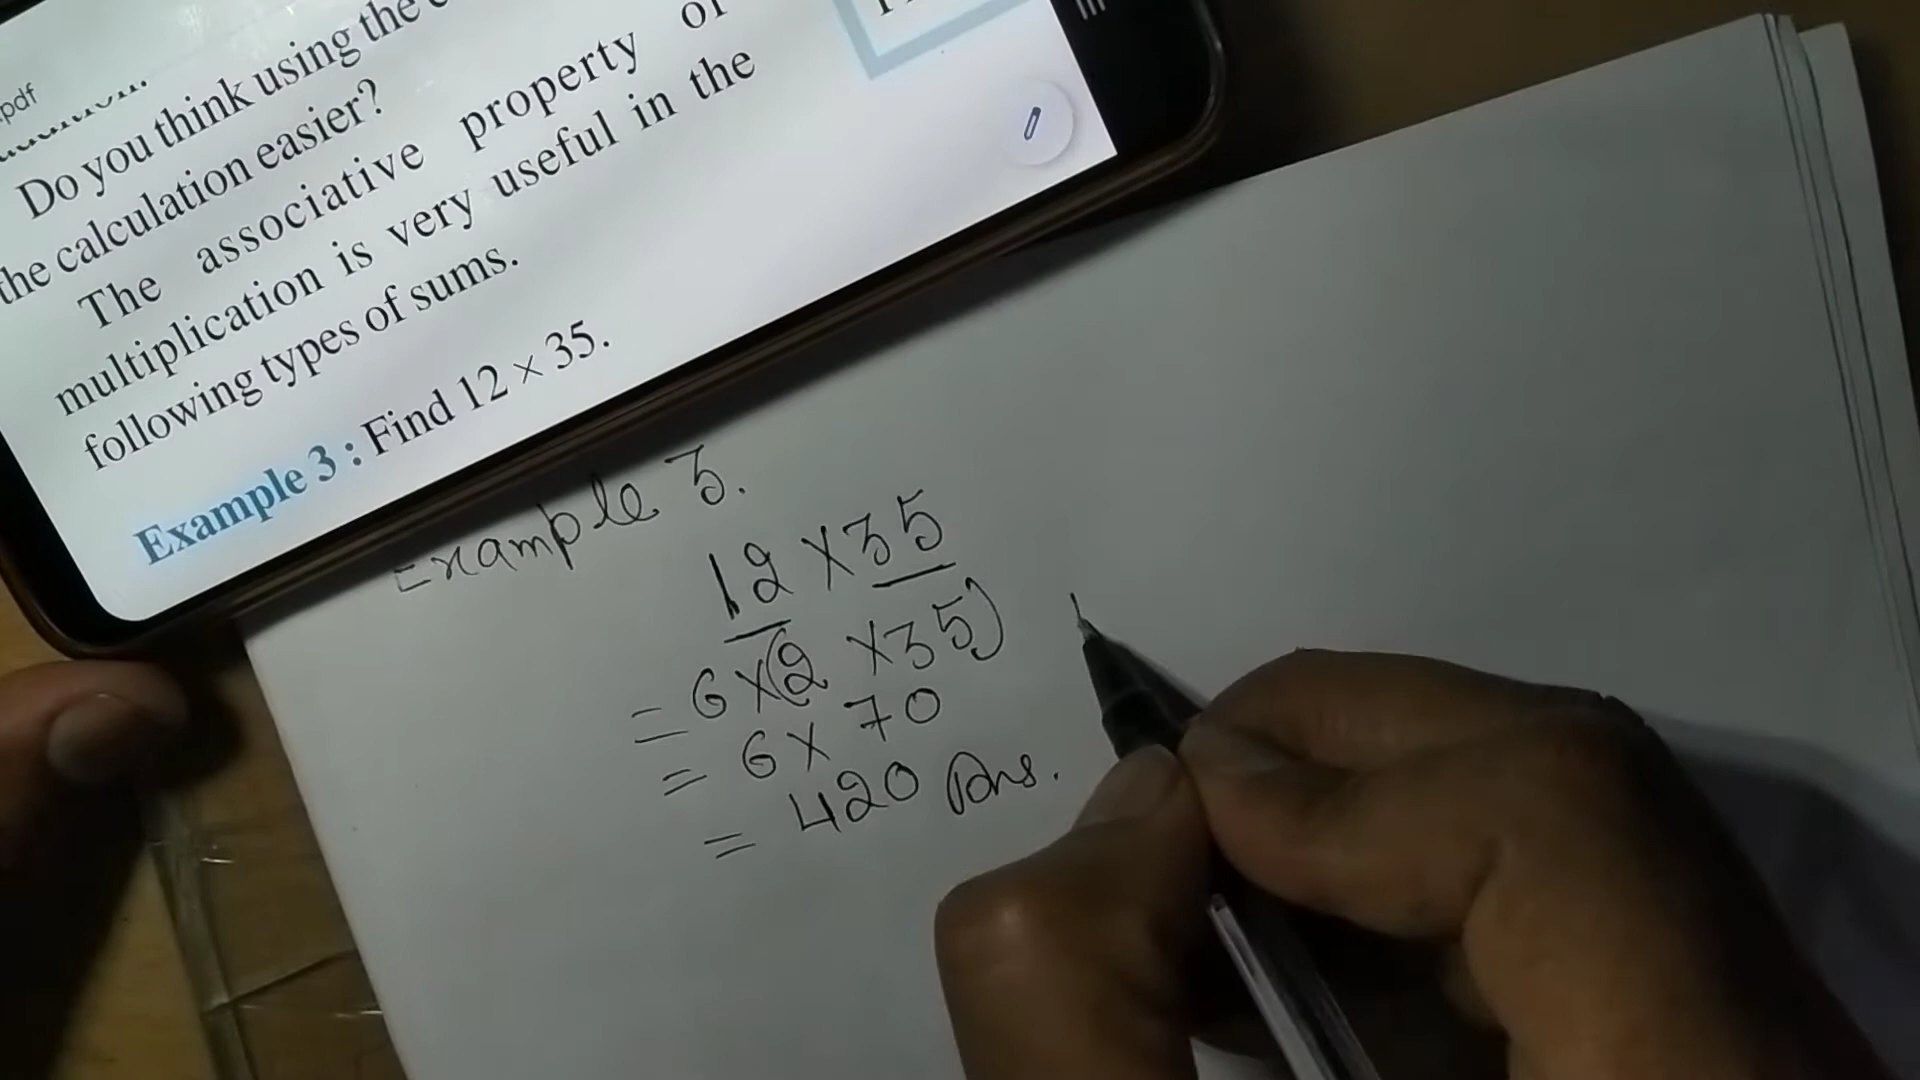 .pdf
Do you think using the
the calculation easier?
The associative property of
multiplication is very useful in the
following types of sums.
Example 3 : Find 12 × 35.
Example 3.
12 × 35
= 6 × (2 × 35)
= 6 × 70
= 420 Ans.